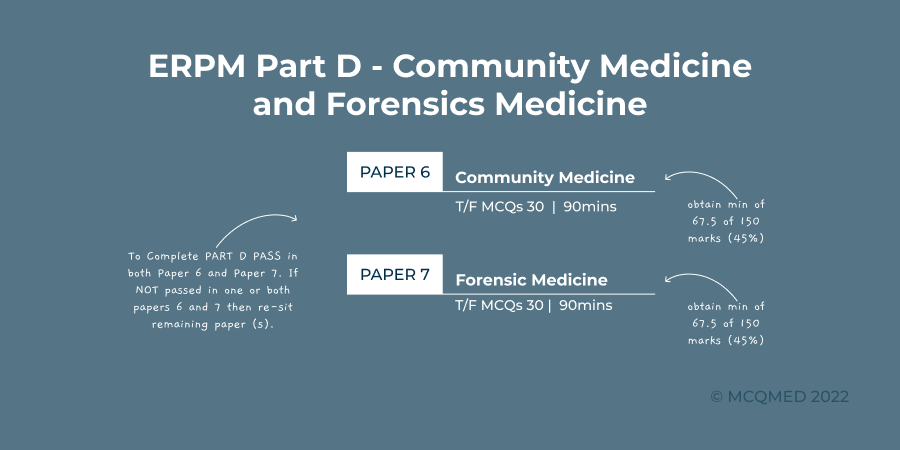 ERPM Part D - Community Medicine
and Forensics Medicine
PAPER 6
Community Medicine
T/F MCQs 30 | 90mins
obtain min of
67.5 of 150
marks (45%)
To Complete PART D PASS in
both Paper 6 and Paper 7. If
NOT passed in one or both
papers 6 and 7 then re-sit
remaining paper (s).
PAPER 7
Forensic Medicine
T/F MCQs 30 | 90mins
obtain min of
67.5 of 150
marks (45%)
© MCQMED 2022